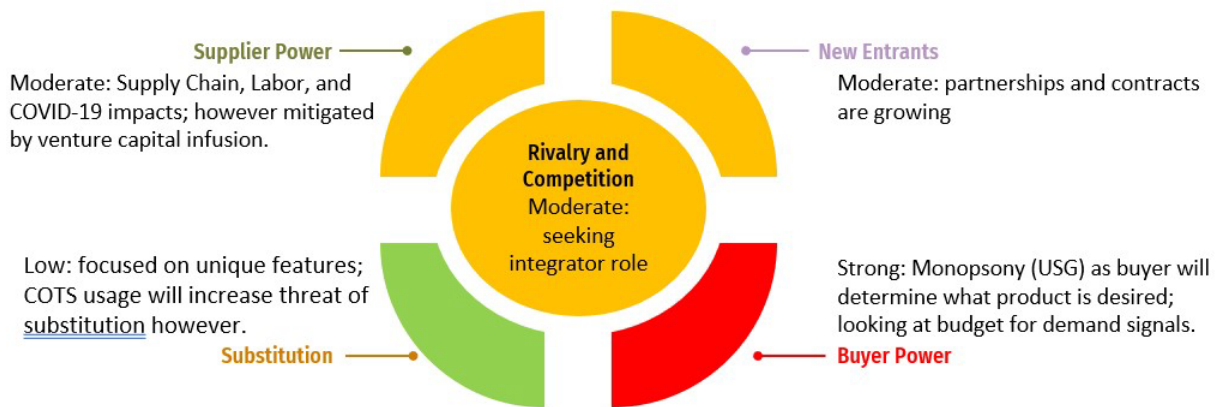 Supplier Power
Moderate: Supply Chain, Labor, and
COVID-19 impacts; however mitigated
by venture capital infusion.
New Entrants
Moderate: partnerships and contracts
are growing
Rivalry and
Competition
Moderate:
seeking
integrator role
Low: focused on unique features;
COTS usage will increase threat of
substitution however.
Substitution
Strong: Monopsony (USG) as buyer will
determine what product is desired;
looking at budget for demand signals.
Buyer Power